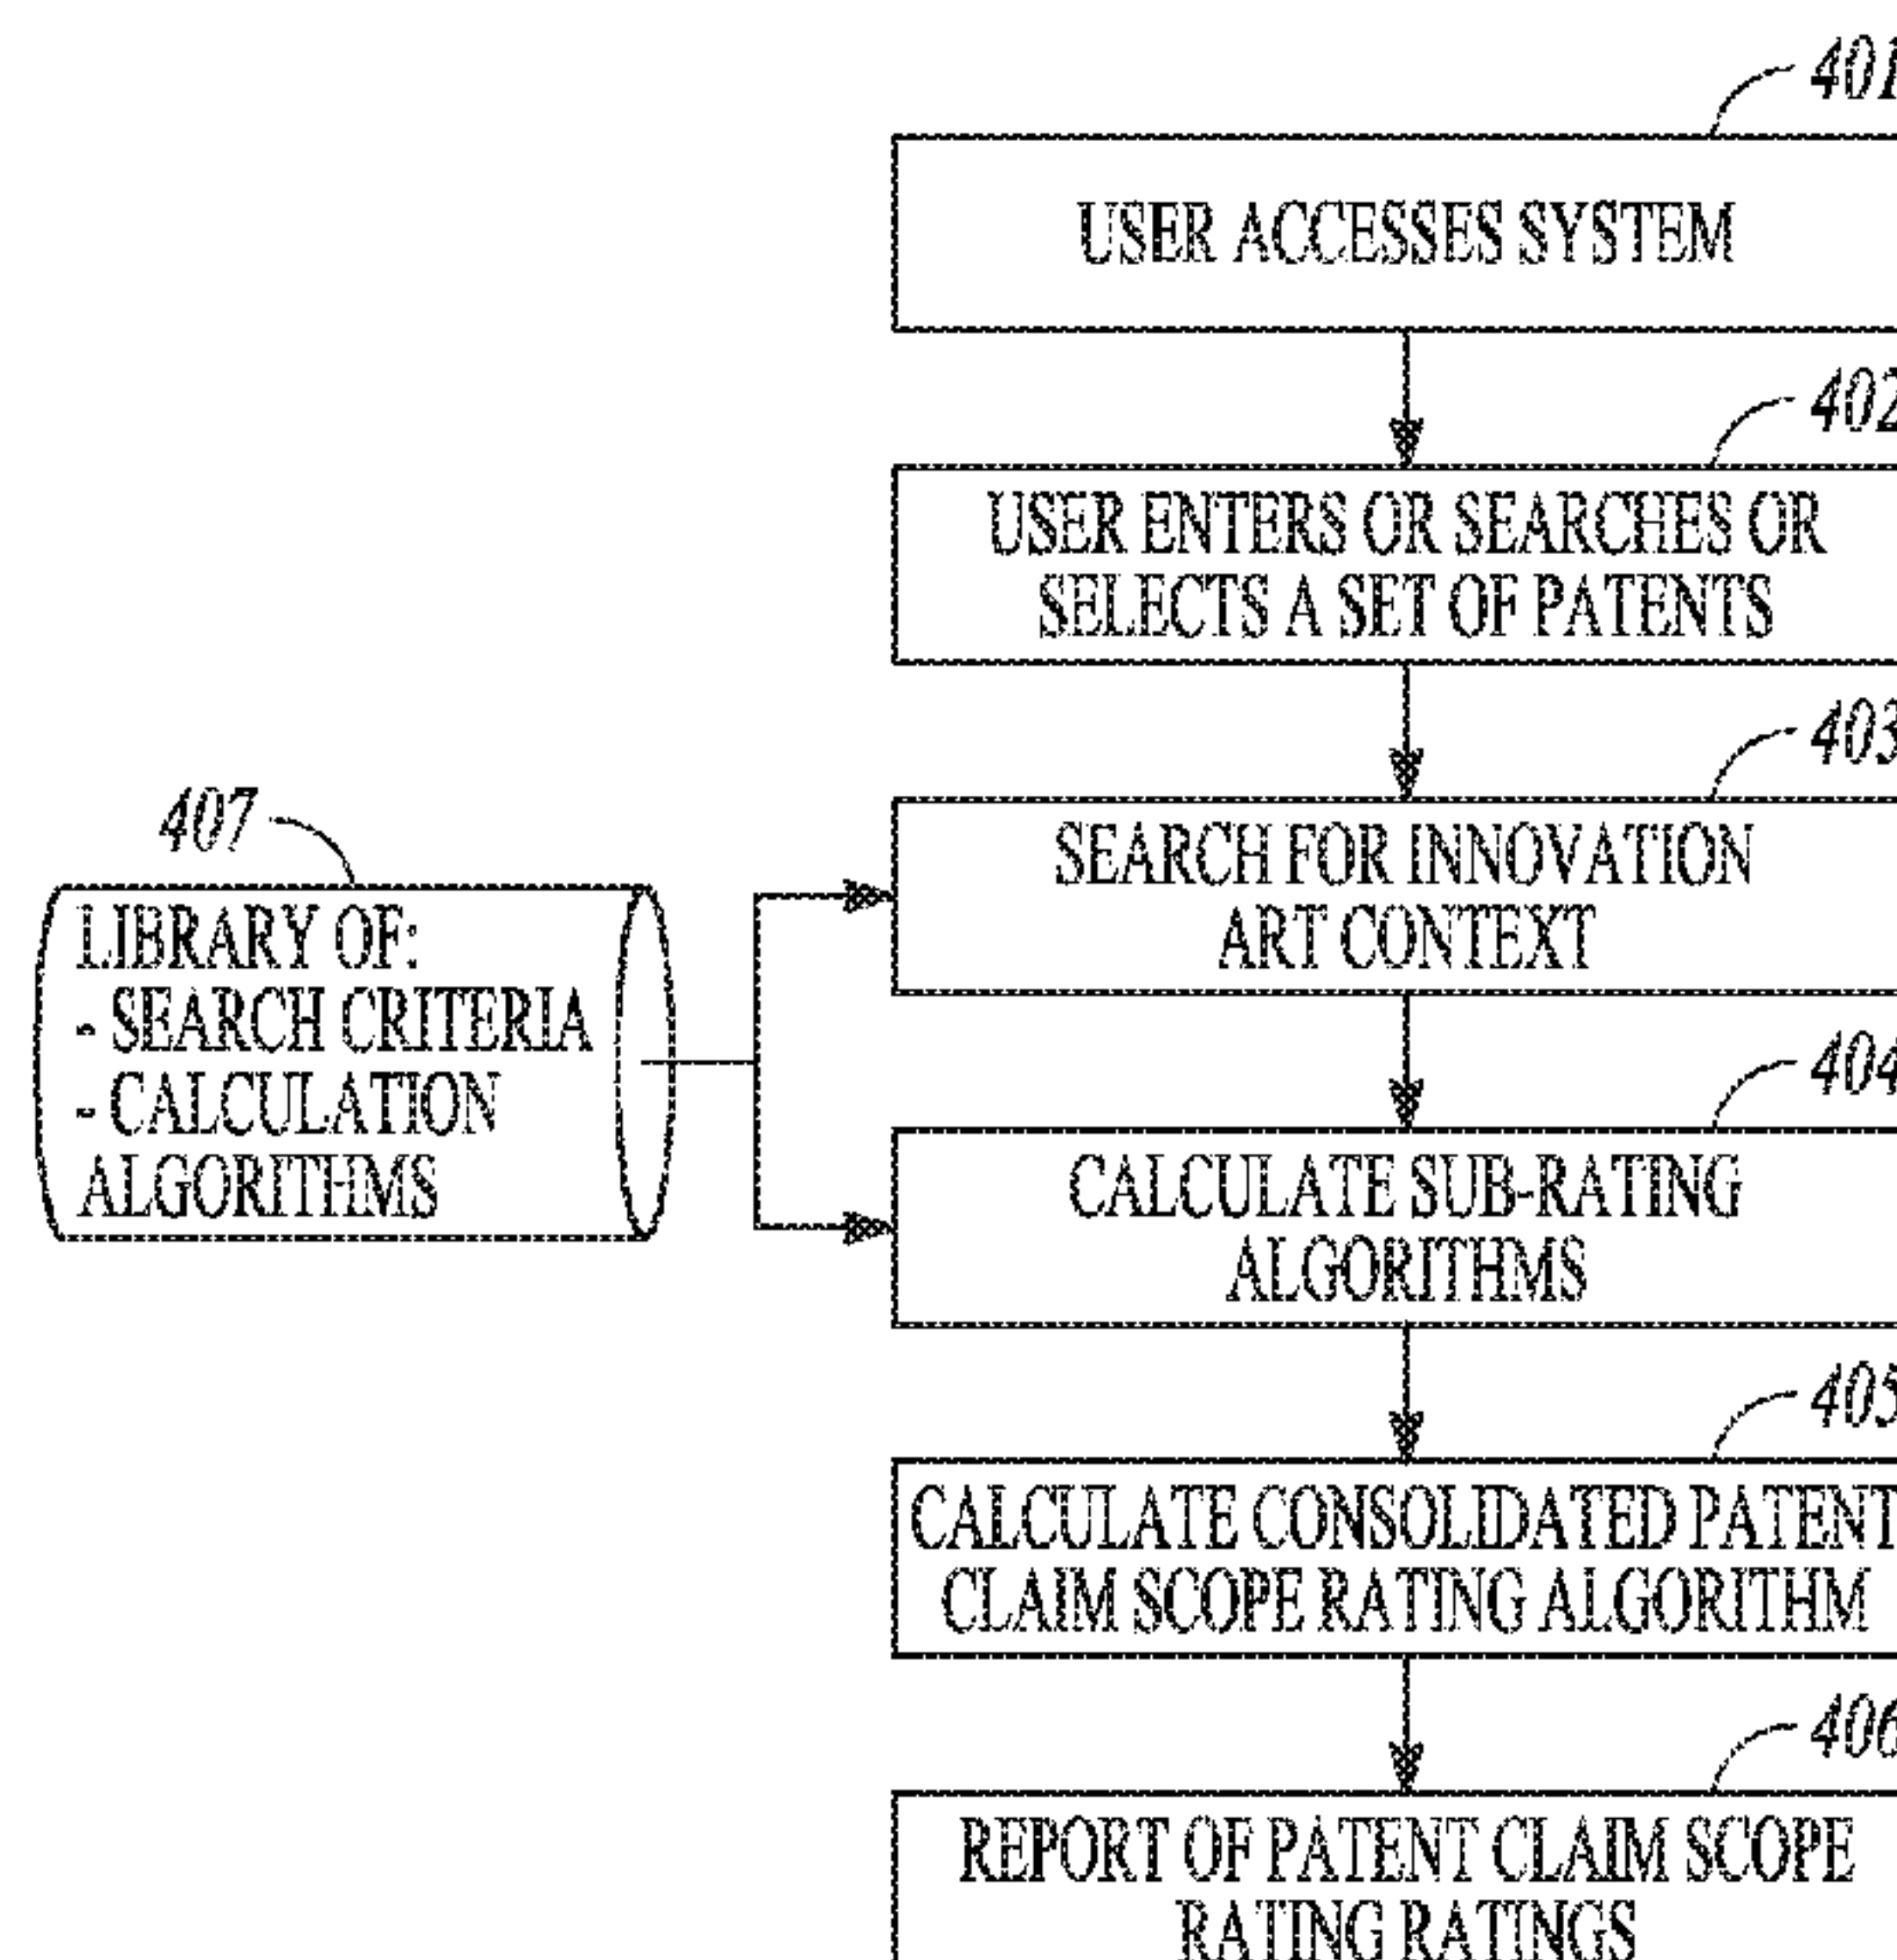 401
USER ACCESSES SYSTEM
402
USER ENTERS OR SEARCHES OR
SELECTS A SET OF PATENTS
403
SEARCH FOR INNOVATION
ART CONTEXT
407
LIBRARY OF:
- SEARCH CRITERIA
- CALCULATION
ALGORITHMS
404
CALCULATE SUB-RATING
ALGORITHMS
405
CALCULATE CONSOLIDATED PATENT
CLAIM SCOPE RATING ALGORITHM
406
REPORT OF PATENT CLAIM SCOPE
RATING RATINGS